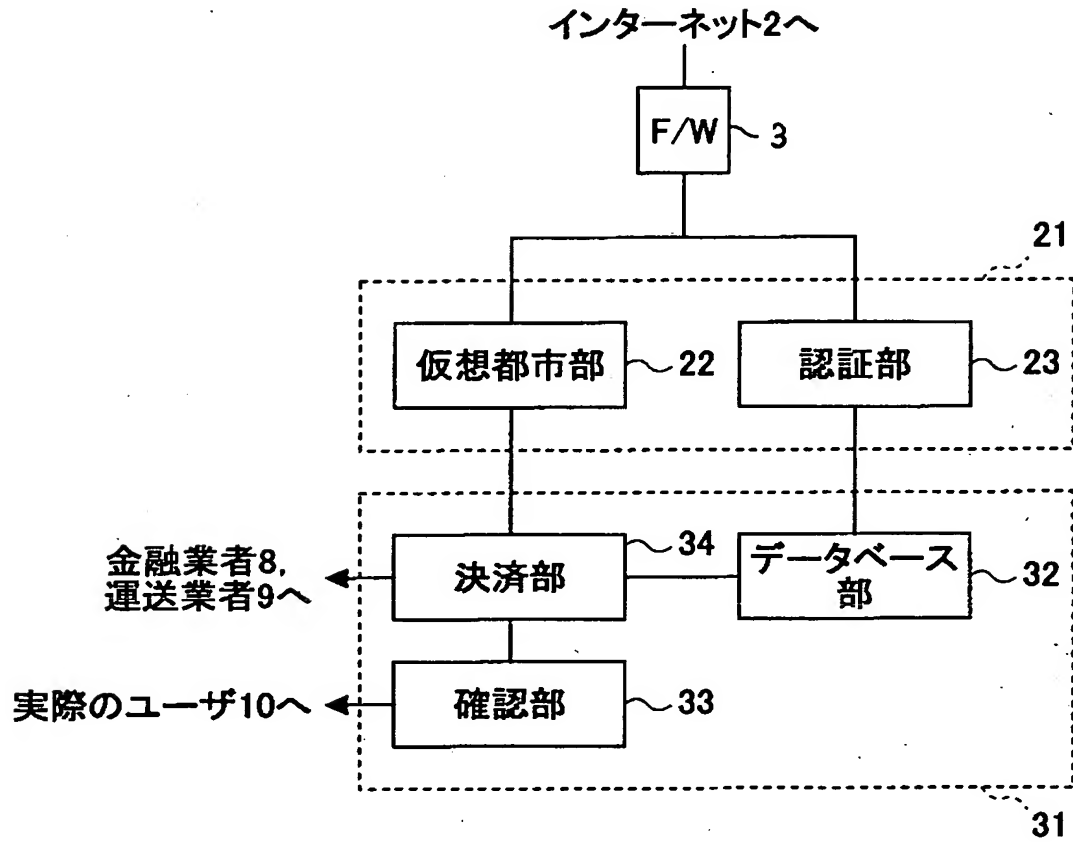 インターネット2へ
F/W
3
21
仮想都市部
22
認証部
23
金融業者8,
運送業者9へ
決済部
34
データベース
部
32
実際のユーザ10へ
確認部
33
31